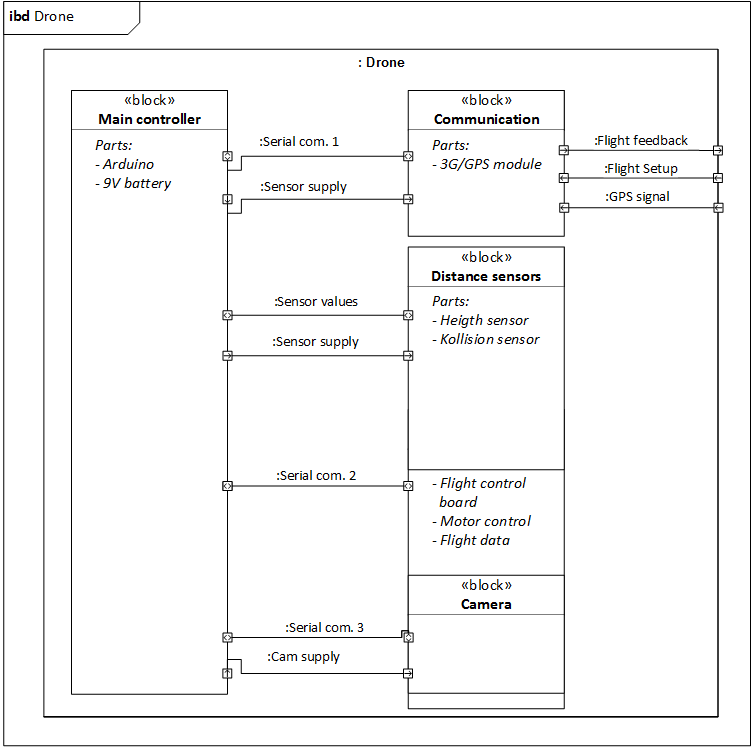 ibd Drone
: Drone
«block»
Main controller
Parts:
- Arduino
- 9V battery
:Serial com. 1
:Sensor supply
«block»
Communication
Parts:
- 3G/GPS module
:Flight feedback
:Flight Setup
:GPS signal
«block»
Distance sensors
Parts:
- Heigth sensor
- Kollision sensor
:Sensor values
:Sensor supply
:Serial com. 2
- Flight control
board
- Motor control
- Flight data
«block»
Camera
:Serial com. 3
:Cam supply